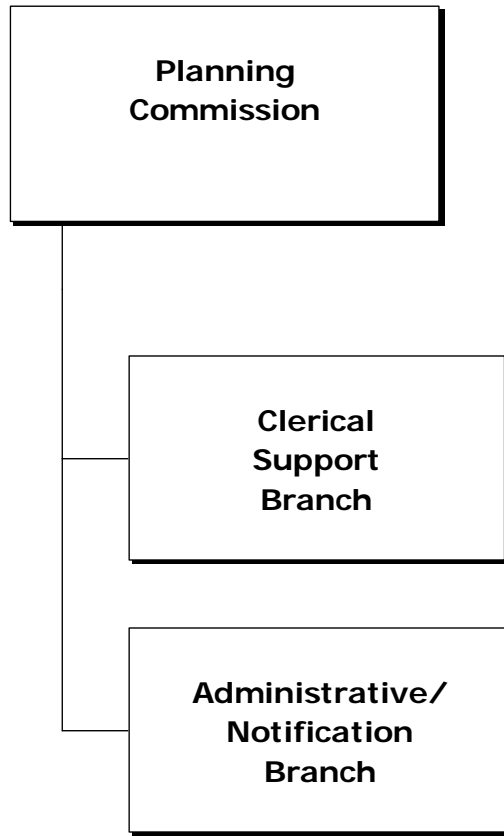 Planning
Commission
Clerical
Support
Branch
Administrative/
Notification
Branch